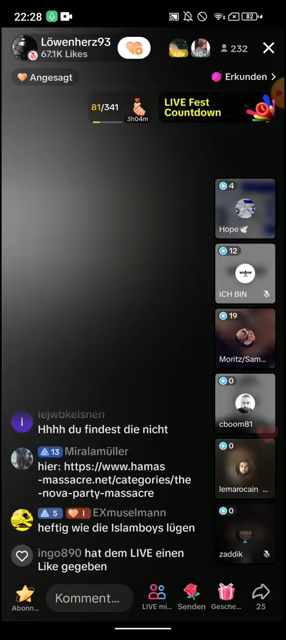 22:28
82
Löwenherz93
67.1K Likes
232
Angesagt
Erkunden
81/341
3h04m
LIVE Fest
Countdown
4
Hope
12
ICH BIN
19
Moritz/Sam...
0
cboom81
0
lemarocain ...
0
zaddik
Hhhh du findest die nicht
13 Miralamüller
hier: https://www.hamas
-massacre.net/categories/the
-nova-party-massacre
5 EXmuselmann
heftig wie die Islamboys lügen
ingo890 hat dem LIVE einen
Like gegeben
Abonn...
Komment...
LIVE mi...
Senden
Gesche...
25